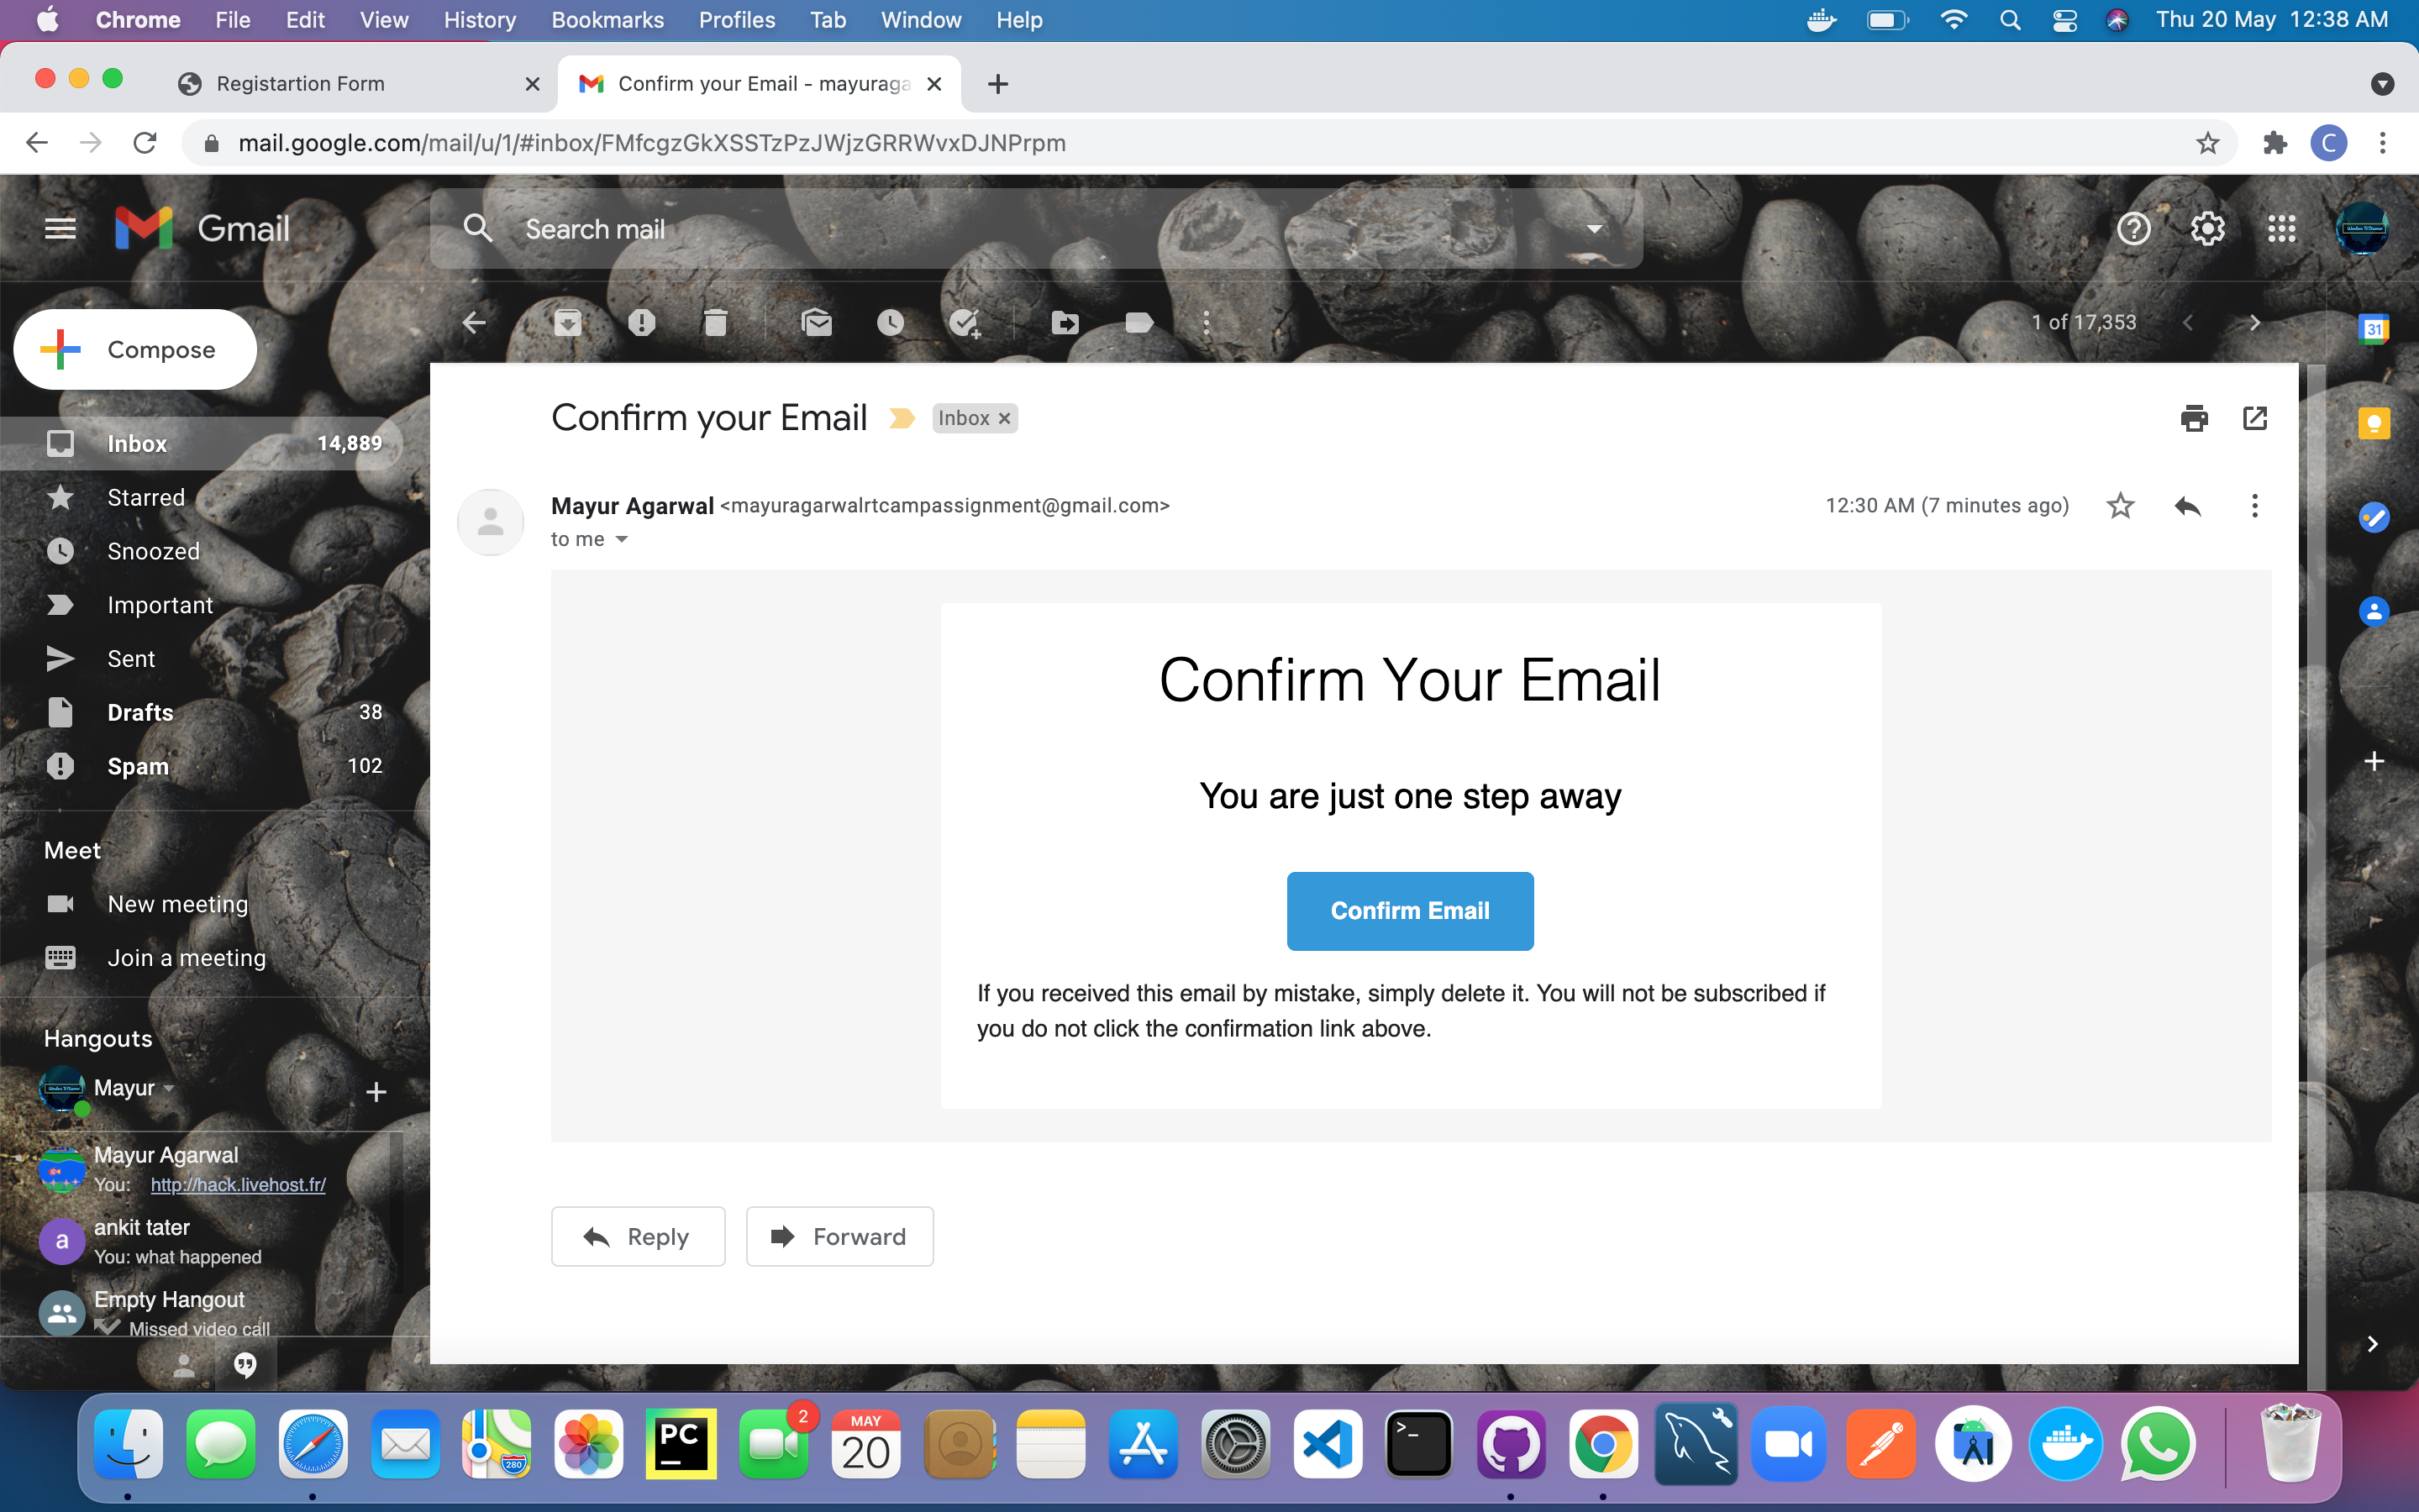 Chrome File Edit View History Bookmarks Profiles Tab Window Help Thu 20 May 12:38 AM
Registartion Form
Confirm your Email - mayuraga
mail.google.com/mail/u/1/#inbox/FMfcgzGkXSSTzPzJWjzGRRWvxDJNPrpm
C
Gmail
Search mail
Compose
1 of 17,353
31
Inbox 14,889
Starred
Snoozed
Important
Sent
Drafts 38
Spam 102
Meet
New meeting
Join a meeting
Hangouts
Mayur
Mayur Agarwal
You: http://hack.livehost.fr/
a
ankit tater
You: what happened
Empty Hangout
Missed video call
Confirm your Email
Inbox
Mayur Agarwal <mayuragarwalrtcampassignment@gmail.com>
12:30 AM (7 minutes ago)
to me
Confirm Your Email
You are just one step away
Confirm Email
If you received this email by mistake, simply delete it. You will not be subscribed if
you do not click the confirmation link above.
Reply
Forward
280
PC
2
MAY
20
>_